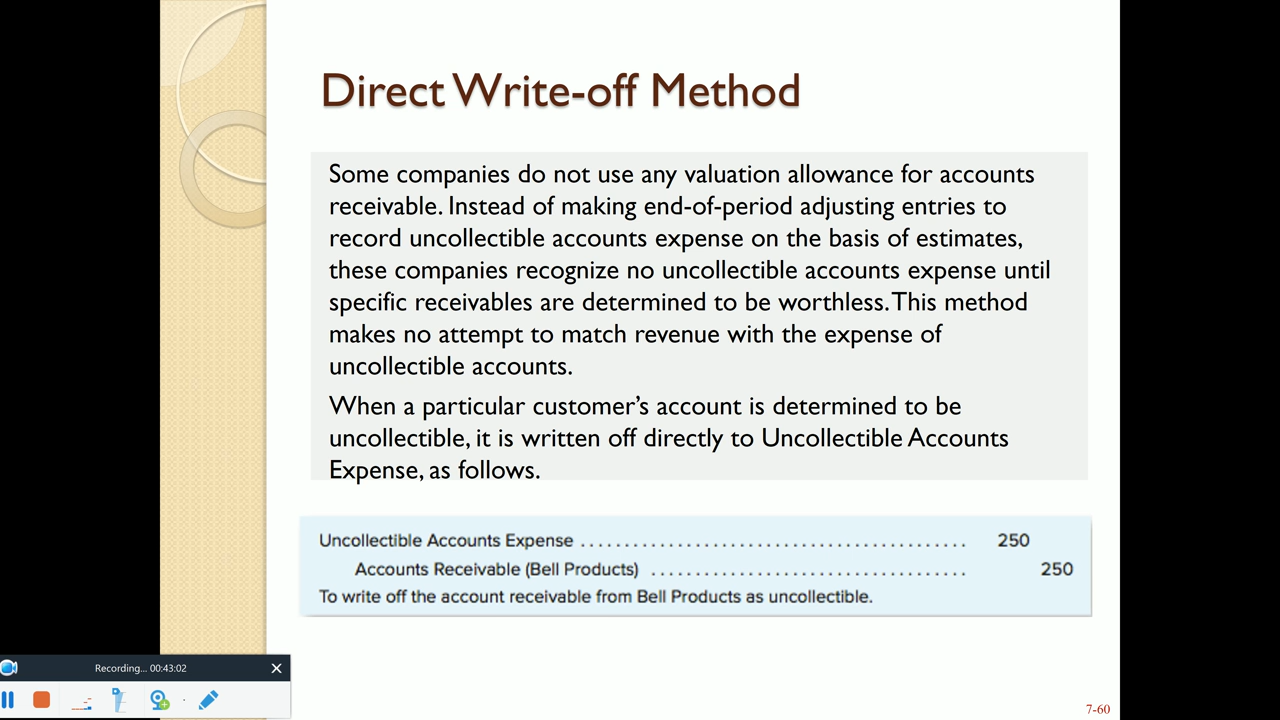 Direct Write-off Method
Some companies do not use any valuation allowance for accounts
receivable. Instead of making end-of-period adjusting entries to
record uncollectible accounts expense on the basis of estimates,
these companies recognize no uncollectible accounts expense until
specific receivables are determined to be worthless. This method
makes no attempt to match revenue with the expense of
uncollectible accounts.
When a particular customer’s account is determined to be
uncollectible, it is written off directly to Uncollectible Accounts
Expense, as follows.
Uncollectible Accounts Expense ............................................ 250
Accounts Receivable (Bell Products) .................................... 250
To write off the account receivable from Bell Products as uncollectible.
Recording... 00:43:02
7-60